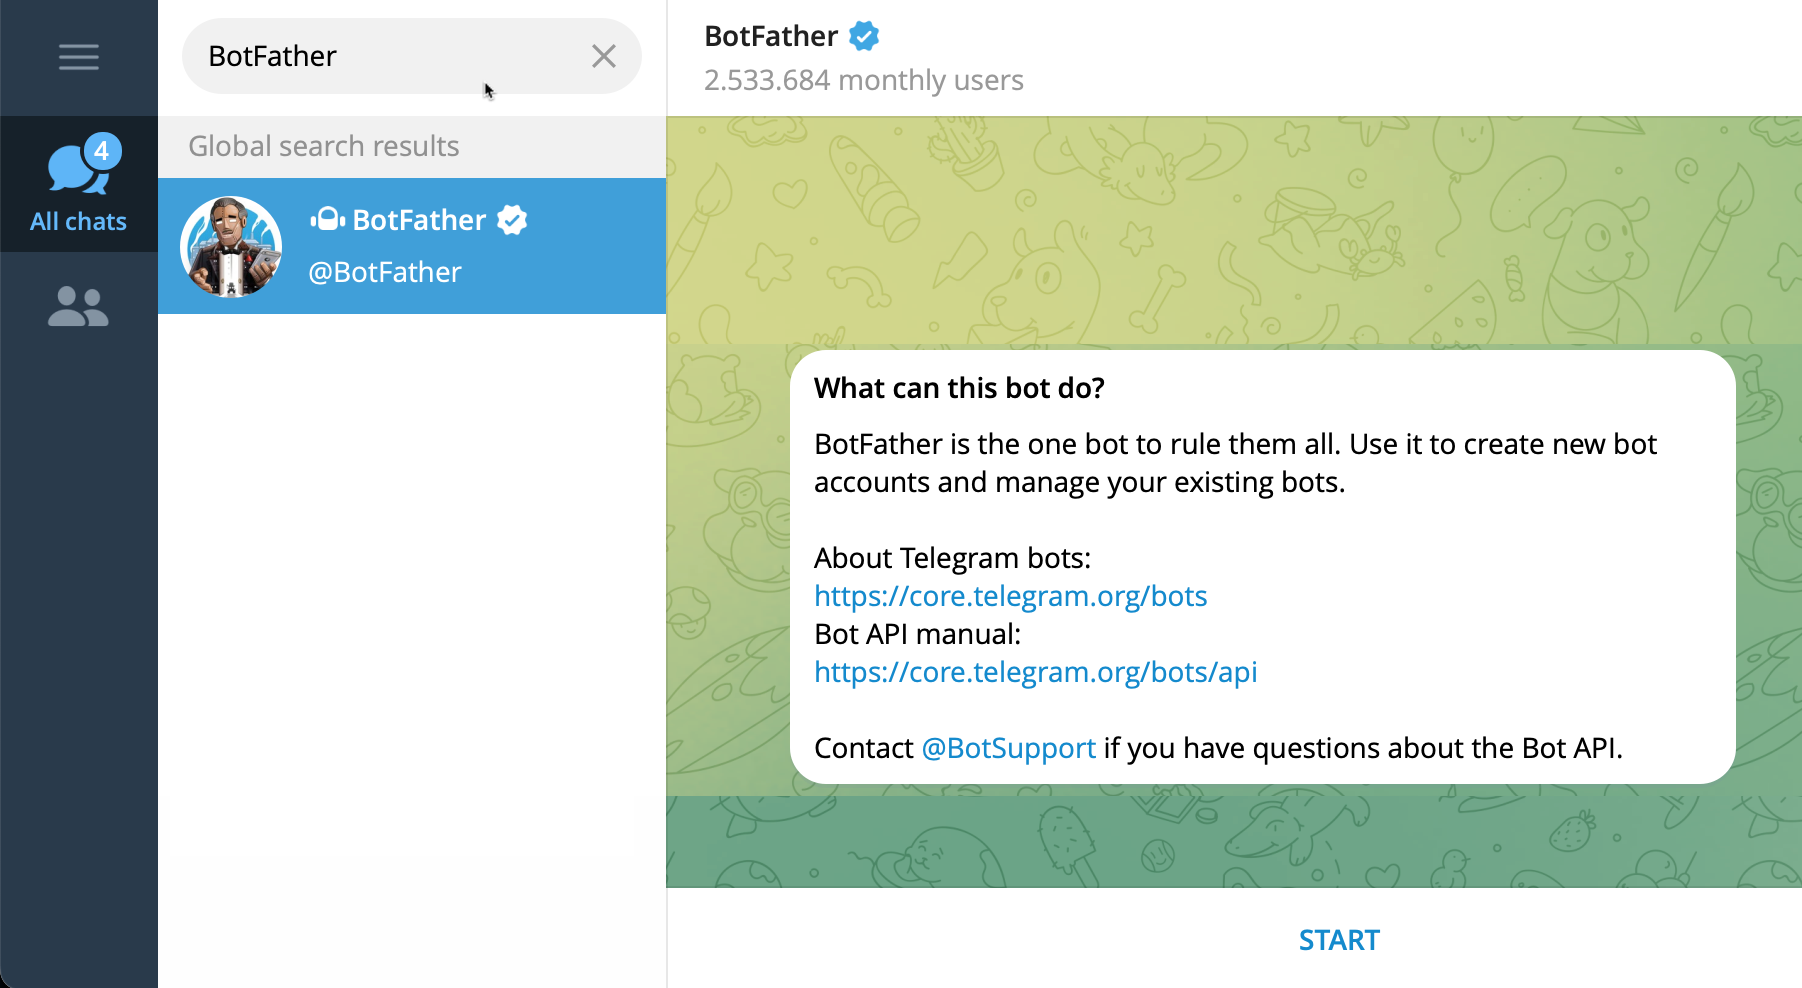 BotFather
4
All chats
Global search results
BotFather
@BotFather
BotFather
2.533.684 monthly users
What can this bot do?
BotFather is the one bot to rule them all. Use it to create new bot
accounts and manage your existing bots.
About Telegram bots:
https://core.telegram.org/bots
Bot API manual:
https://core.telegram.org/bots/api
Contact @BotSupport if you have questions about the Bot API.
START